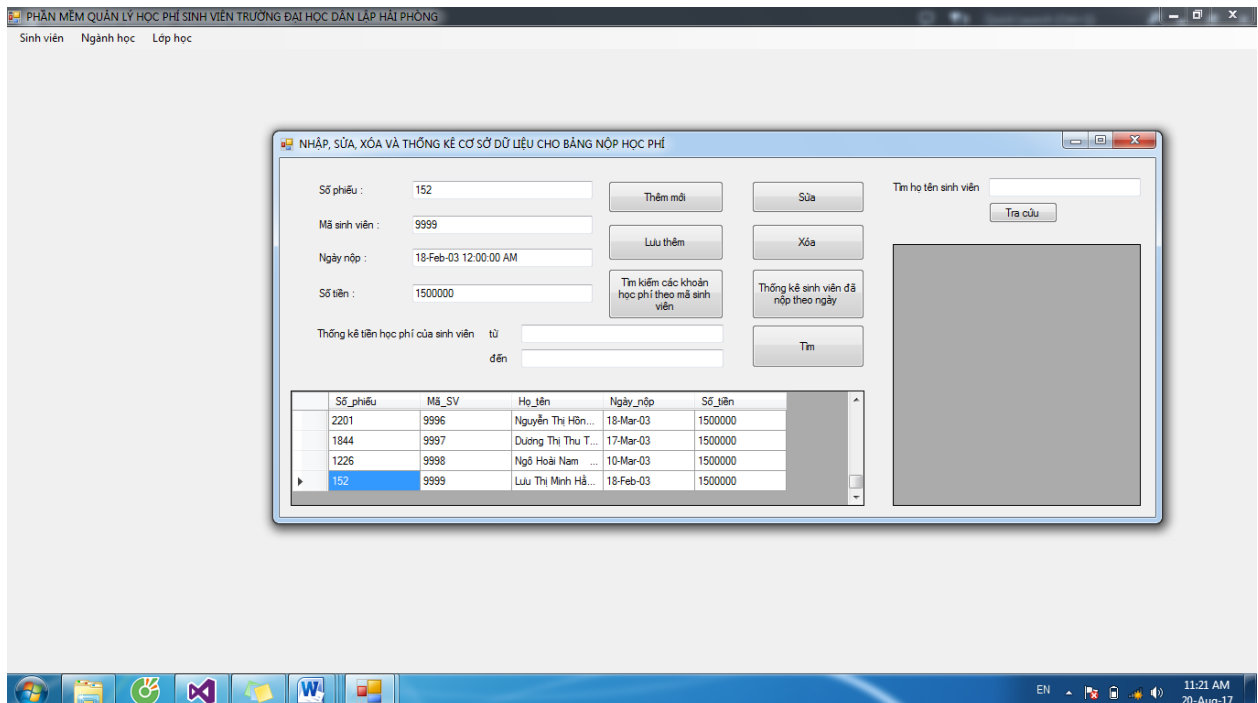 PHẦN MỀM QUẢN LÝ HỌC PHÍ SINH VIÊN TRƯỜNG ĐẠI HỌC DÂN LẬP HẢI PHÒNG
Sinh viên Ngành học Lớp học
NHẬP, SỬA, XÓA VÀ THỐNG KÊ CƠ SỞ DỮ LIỆU CHO BẢNG NỘP HỌC PHÍ
Số phiếu : 152
Thêm mới Sửa
Tìm họ tên sinh viên
Tra cứu
Mã sinh viên : 9999
Lưu thêm Xóa
Ngày nộp : 18-Feb-03 12:00:00 AM
Số tiền : 1500000
Tìm kiếm các khoản
học phí theo mã sinh
viên
Thống kê sinh viên đã
nộp theo ngày
Thống kê tiền học phí của sinh viên từ
đến
Tìm
Số_phiếu Mã_SV Họ_tên Ngày_nộp Số_tiền
2201 9996 Nguyễn Thị Hồn... 18-Mar-03 1500000
1844 9997 Dương Thị Thu T... 17-Mar-03 1500000
1226 9998 Ngô Hoài Nam ... 10-Mar-03 1500000
152 9999 Lưu Thị Minh Hằ... 18-Feb-03 1500000
EN
11:21 AM
20-Aug-17